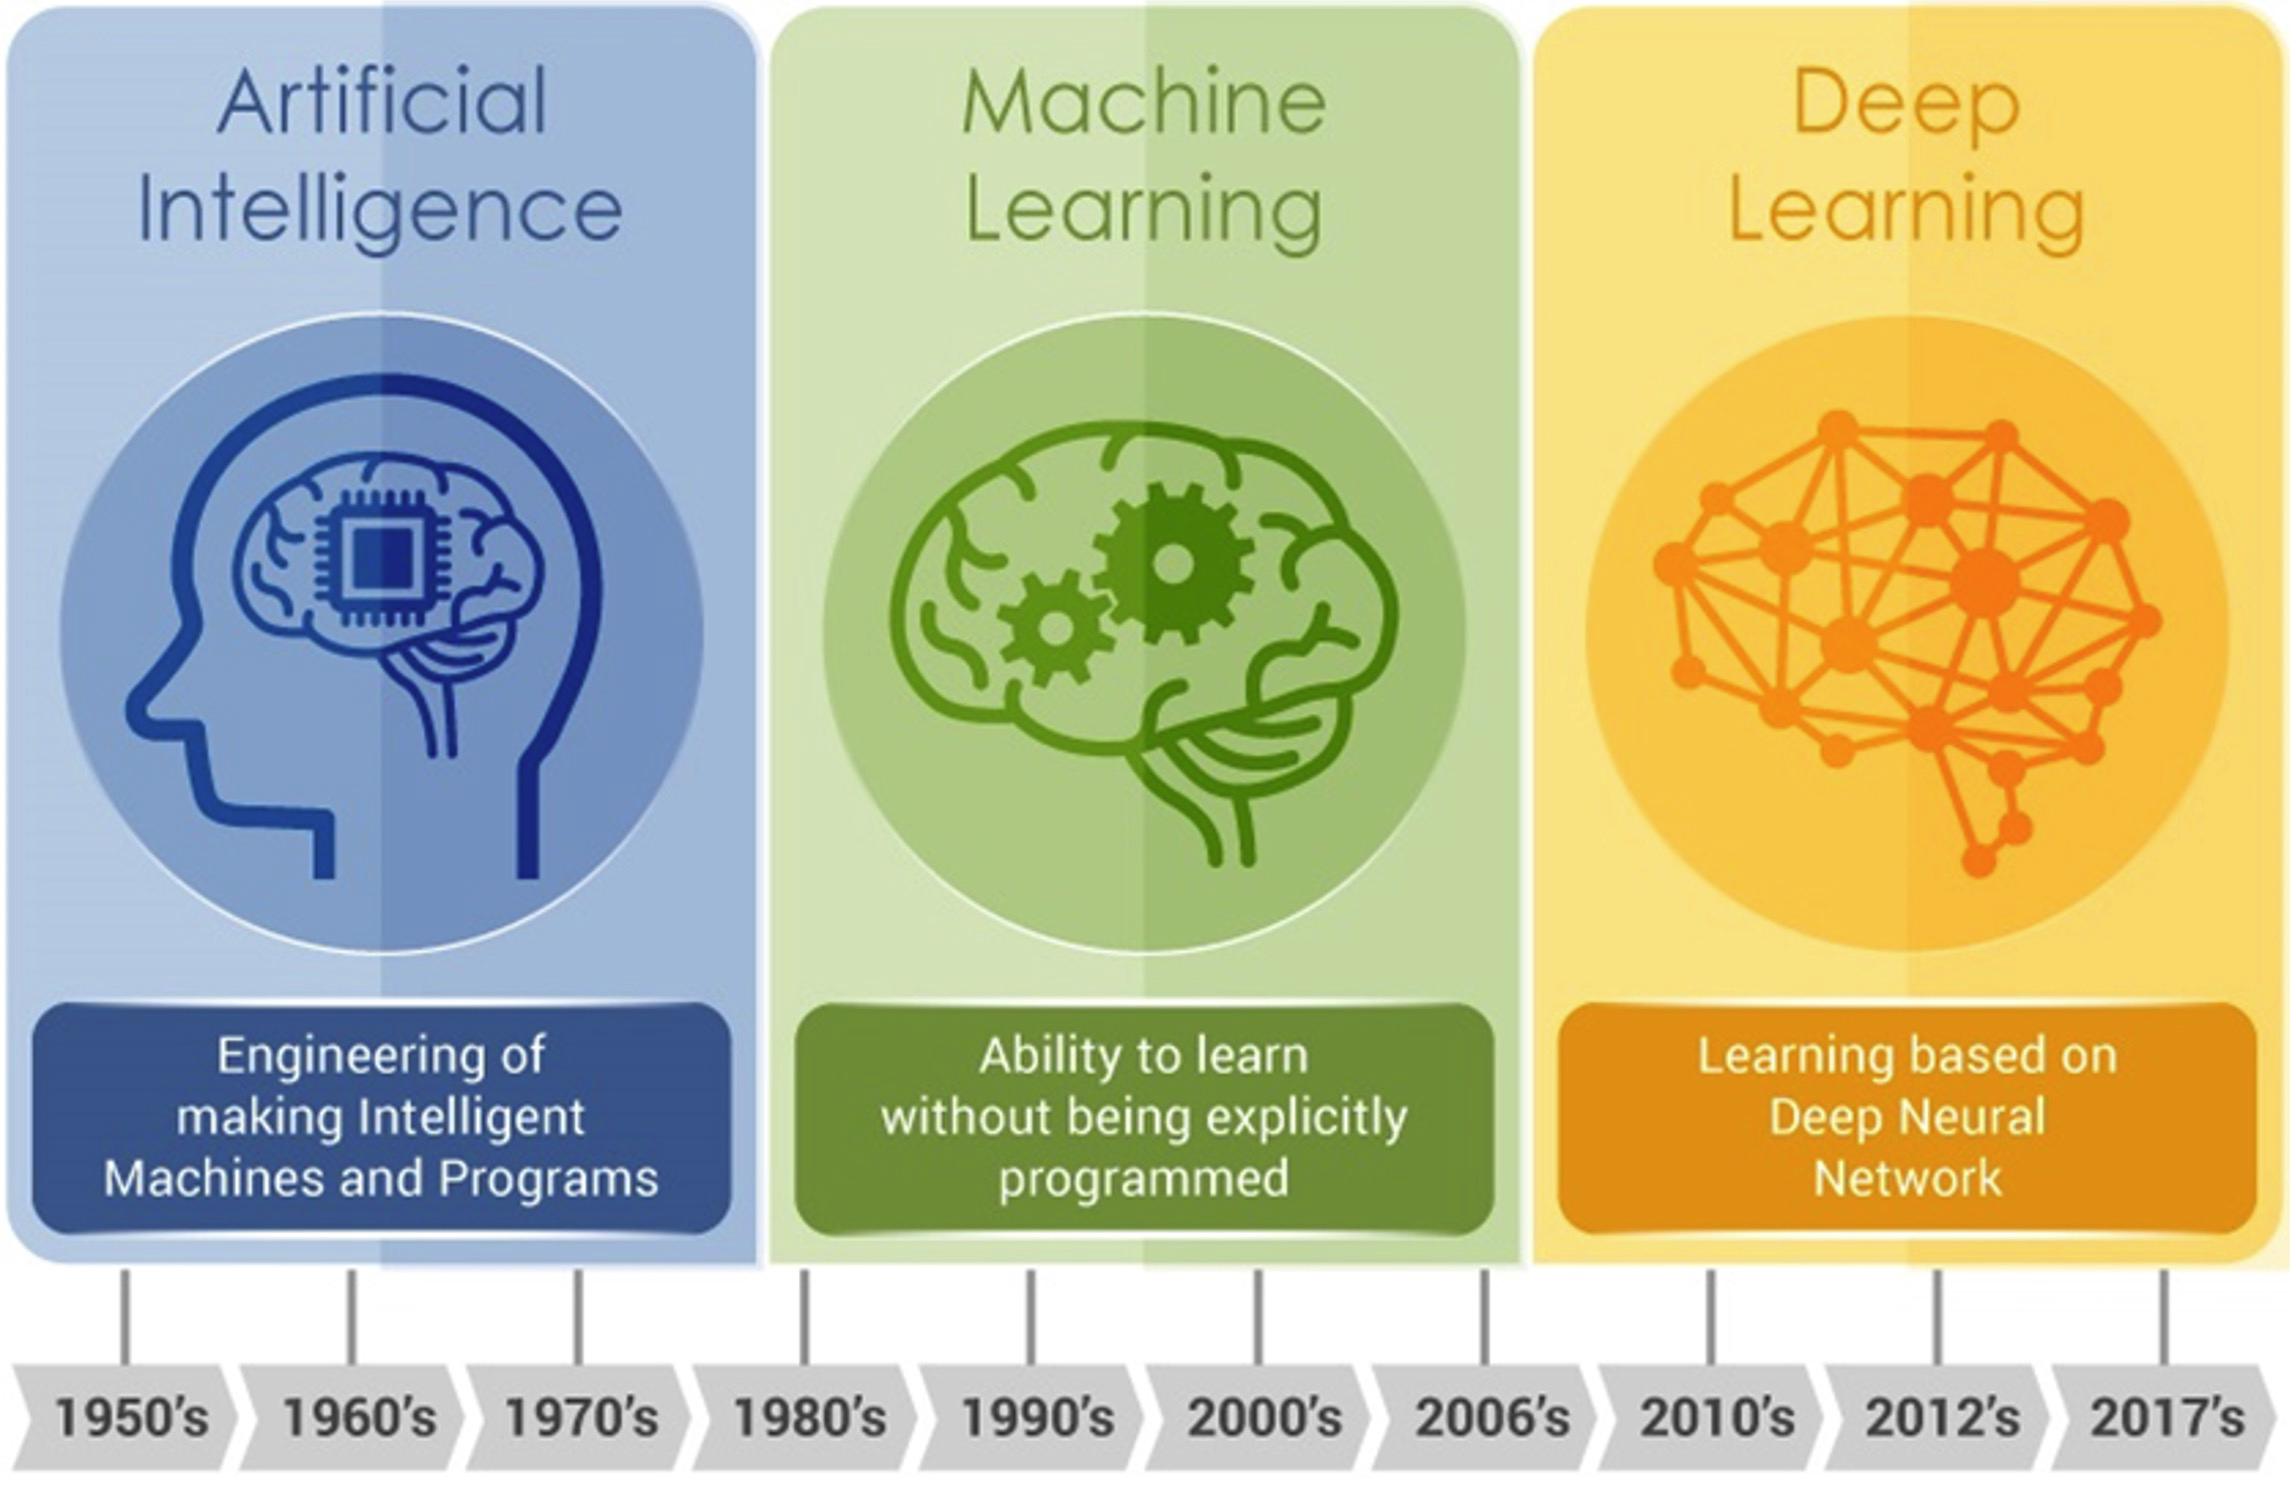 Artificial
Intelligence
Machine
Learning
Deep
Learning
Engineering of
making Intelligent
Machines and Programs
Ability to learn
without being explicitly
programmed
Learning based on
Deep Neural
Network
1950's
1960's
1970's
1980's
1990's
2000's
2006's
2010's
2012's
2017's